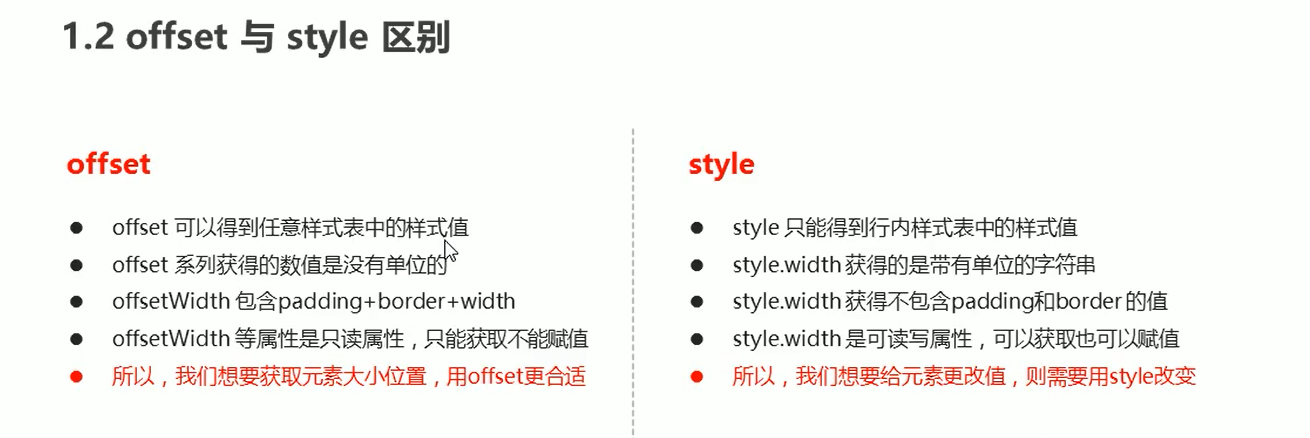 1.2 offset 与 style 区别
offset
offset 可以得到任意样式表中的样式值
offset 系列获得的数值是没有单位的
offsetWidth 包含padding+border+width
offsetWidth 等属性是只读属性，只能获取不能赋值
所以，我们想要获取元素大小位置，用offset更合适
style
style 只能得到行内样式表中的样式值
style.width 获得的是带有单位的字符串
style.width 获得不包含padding和border 的值
style.width 是可读写属性，可以获取也可以赋值
所以，我们想要给元素更改值，则需要用style改变